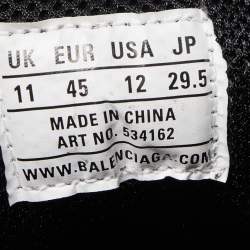 UK EUR USA JP
11 45 12 29.5
MADE IN CHINA
ART NO. 534162
WWW.BALENCIAGA.COM